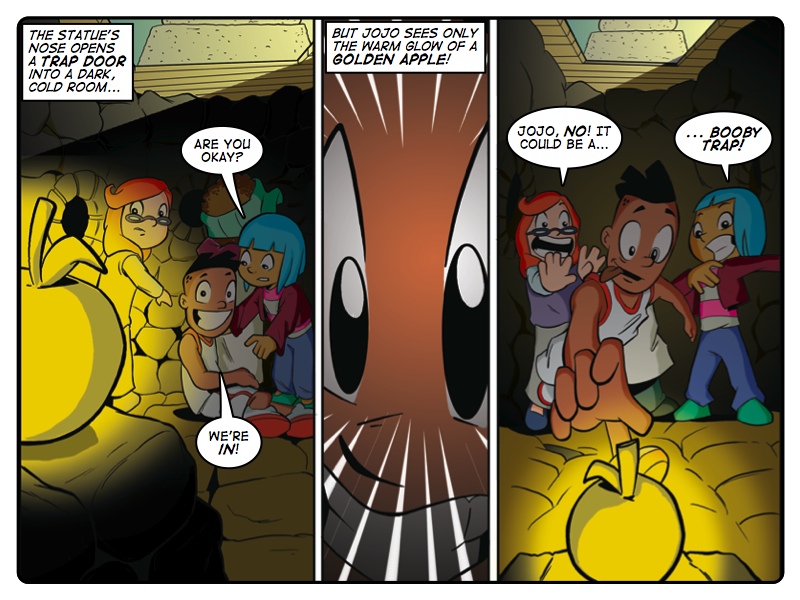 THE STATUE'S
NOSE OPENS
A TRAP DOOR
INTO A DARK,
COLD ROOM...
ARE YOU
OKAY?
WE'RE
IN!
BUT JOJO SEES ONLY
THE WARM GLOW OF A
GOLDEN APPLE!
JOJO, NO! IT
COULD BE A...
... BOOBY
TRAP!